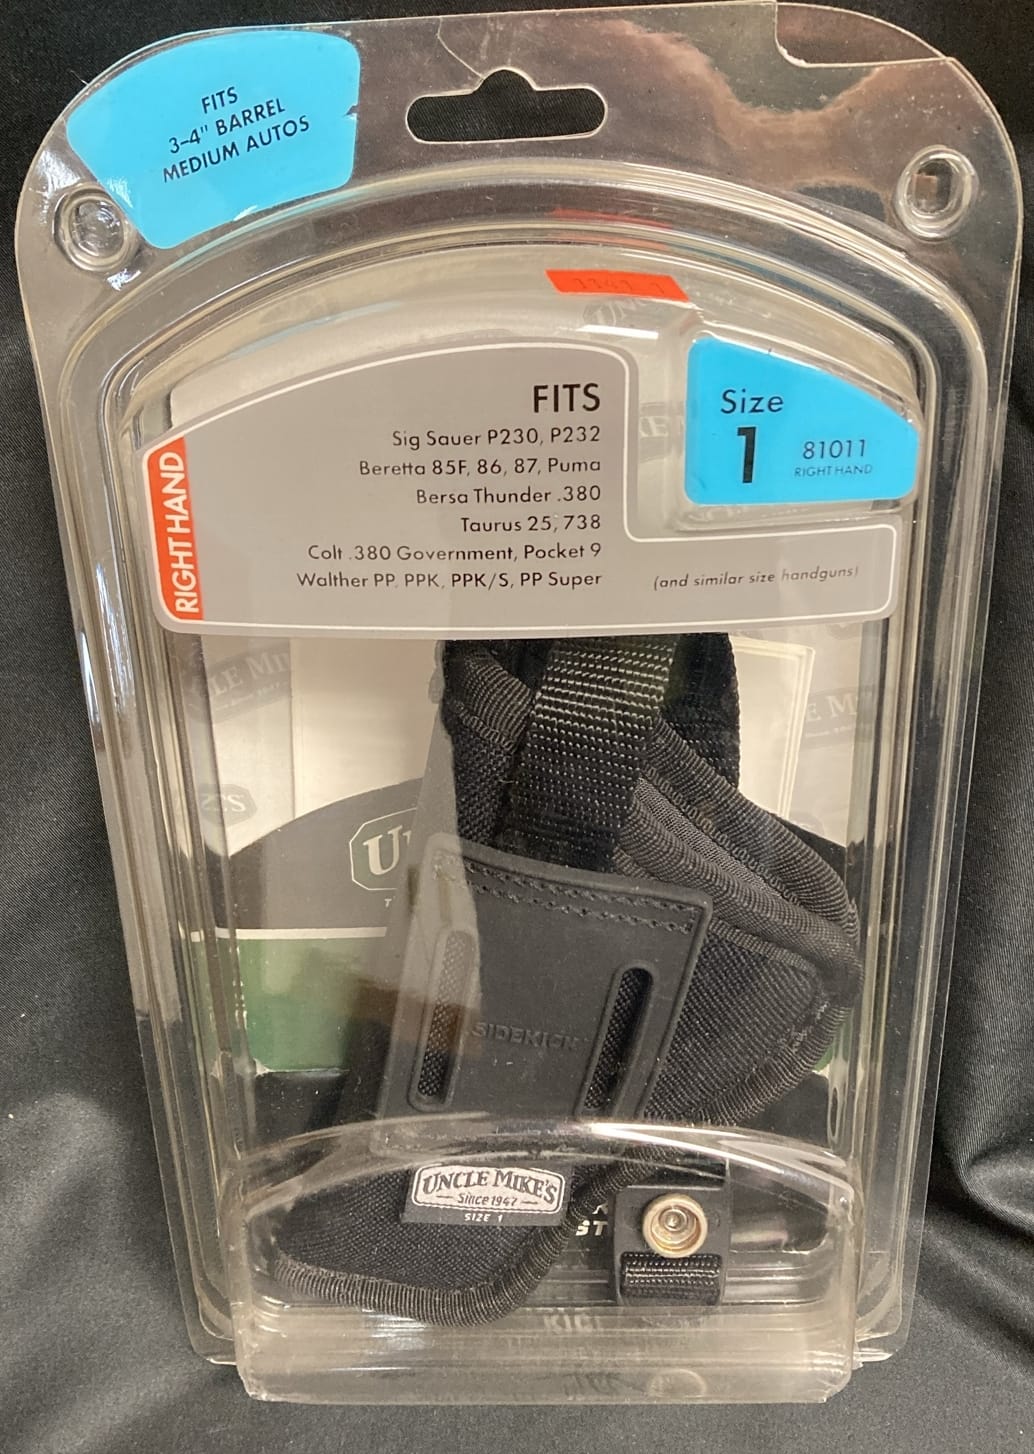 FITS
3-4" BARREL
MEDIUM AUTOS
RIGHT HAND
FITS
Sig Sauer P230, P232
Beretta 85F, 86, 87, Puma
Bersa Thunder .380
Taurus 25, 738
Colt .380 Government, Pocket 9
Walther PP, PPK, PPK/S, PP Super
(and similar size handguns)
Size
1
81011
RIGHT HAND
SIDEKICK
UNCLE MIKE'S
Since 1947
SIZE 1